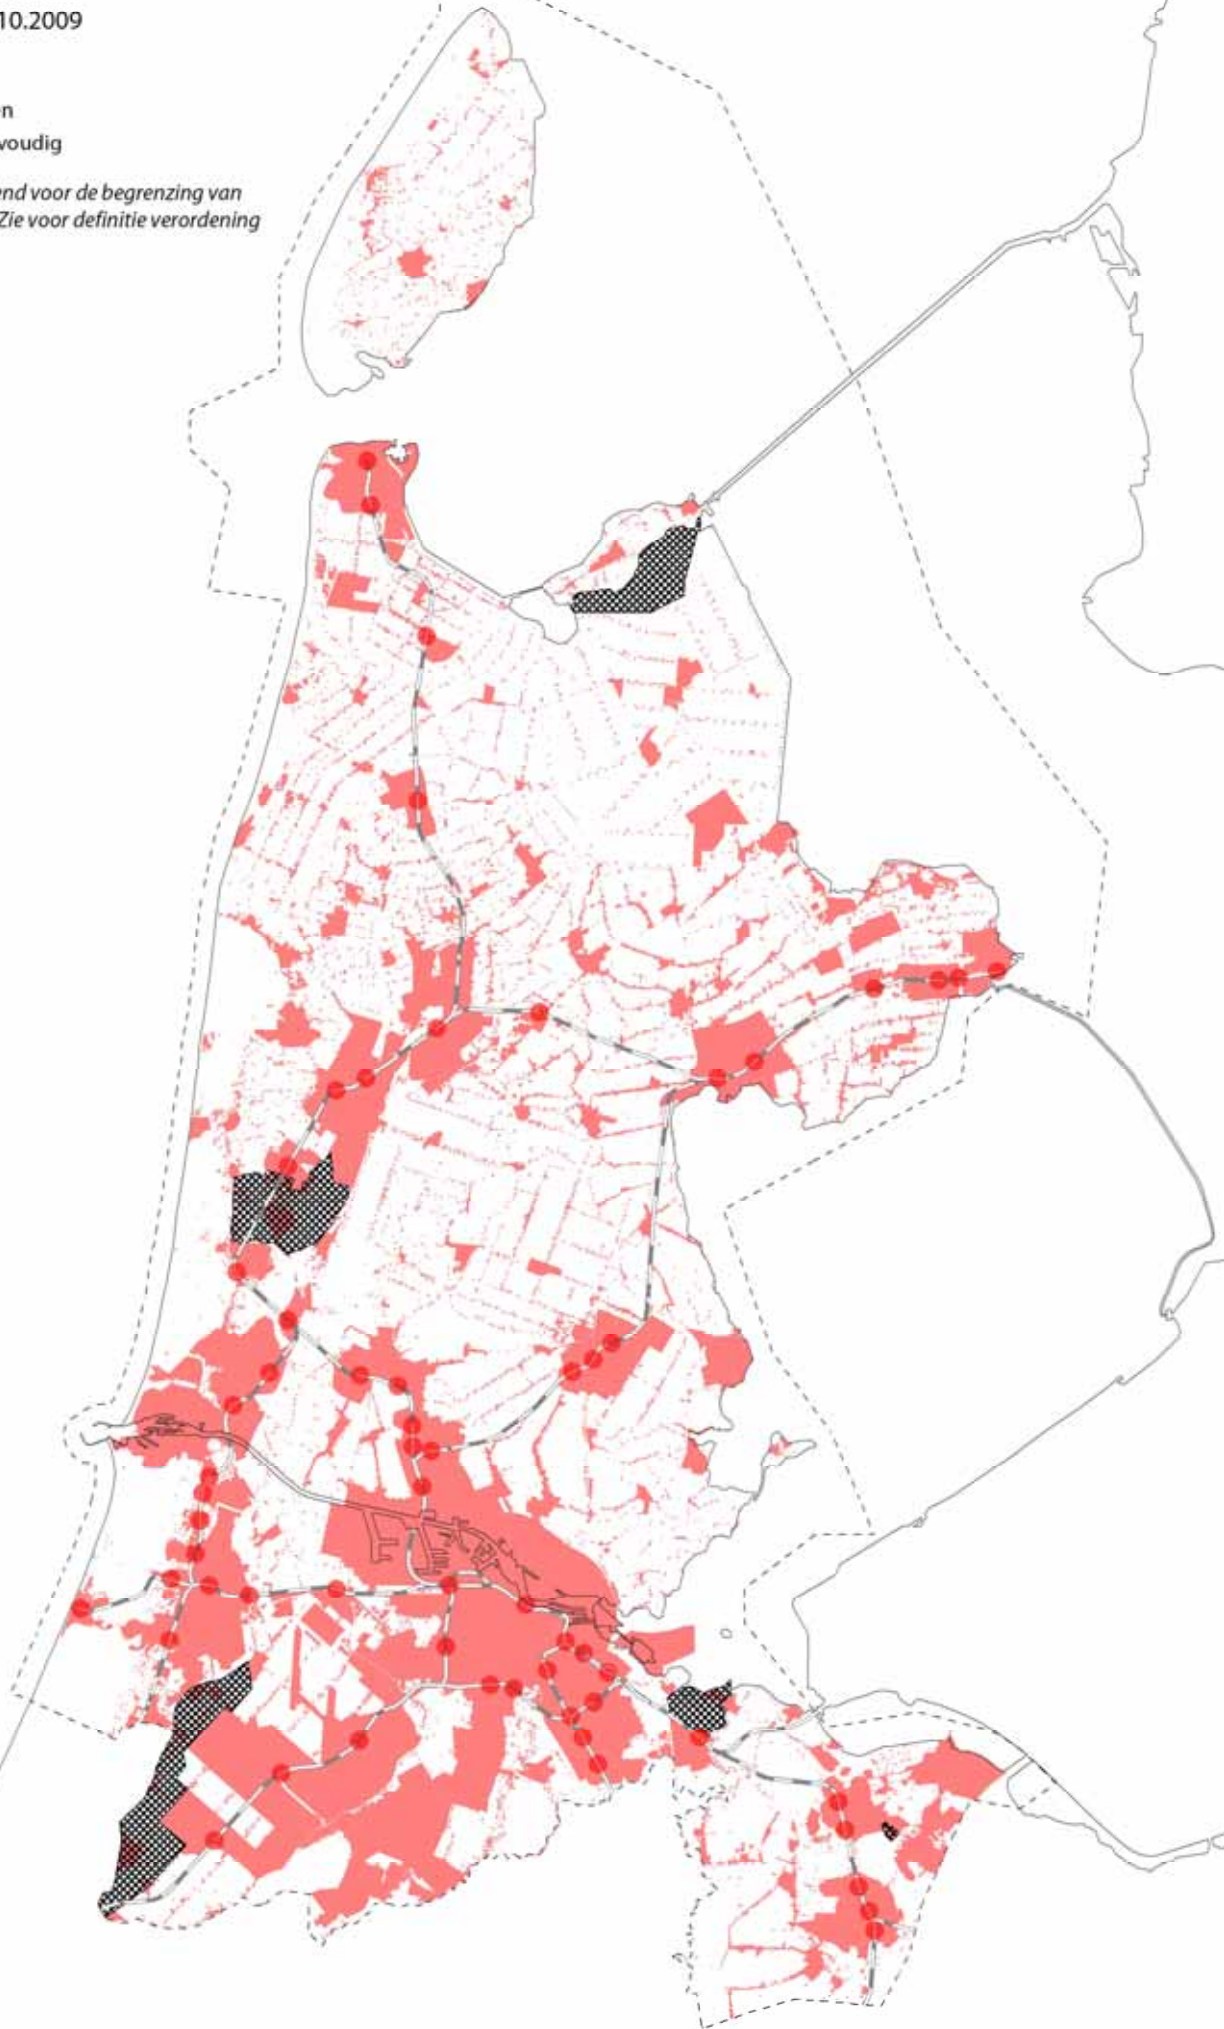 10.2009
n
voudig
end voor de begrenzing van
Zie voor definitie verordening